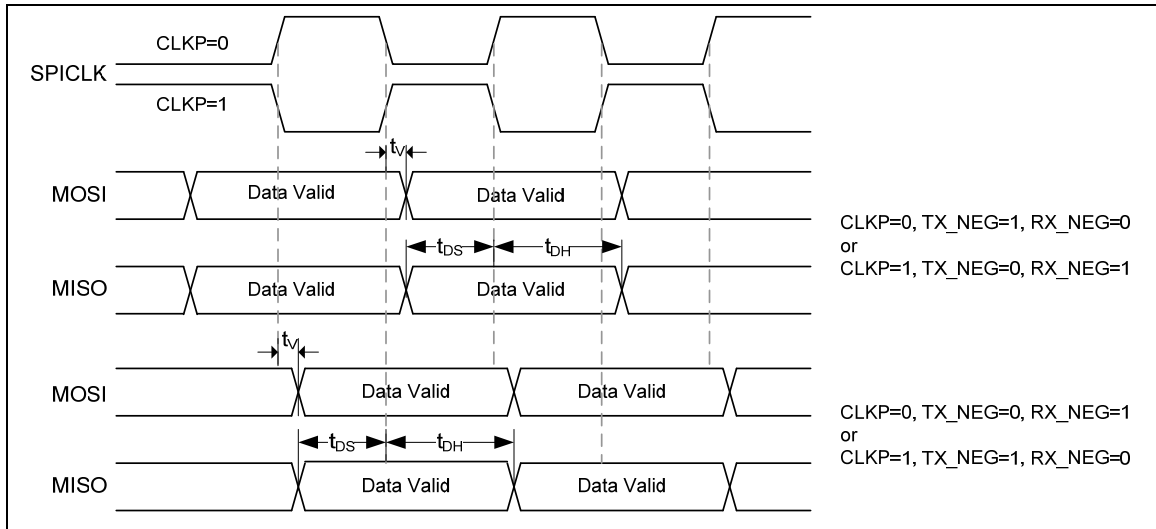 CLKP=0
SPICLK
CLKP=1
tV
MOSI
Data Valid
Data Valid
CLKP=0, TX_NEG=1, RX_NEG=0
or
CLKP=1, TX_NEG=0, RX_NEG=1
tDS
tDH
MISO
Data Valid
Data Valid
tV
MOSI
Data Valid
Data Valid
CLKP=0, TX_NEG=0, RX_NEG=1
or
CLKP=1, TX_NEG=1, RX_NEG=0
tDS
tDH
MISO
Data Valid
Data Valid